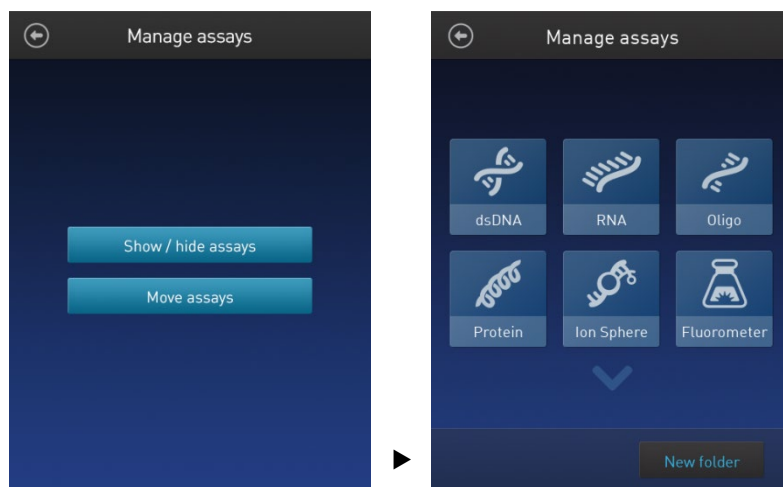 Manage assays
Show / hide assays
Move assays
Manage assays
dsDNA
RNA
Oligo
Protein
Ion Sphere
Fluorometer
New folder